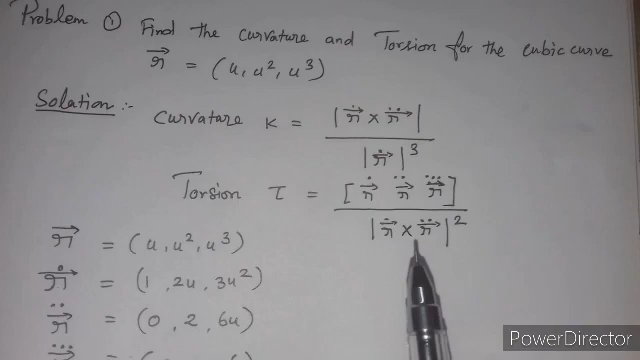 Problem ① Find the curvature and Torsion for the cubic curve
r⃗ = (u, u², u³)
Solution :-
Curvature K = |ṙ⃗ × r̈⃗| / |ṙ⃗|³
Torsion τ = [ṙ⃗ r̈⃗ r⃛⃗] / |ṙ⃗ × r̈⃗|²
r⃗ = (u, u², u³)
ṙ⃗ = (1, 2u, 3u²)
r̈⃗ = (0, 2, 6u)
PowerDirector